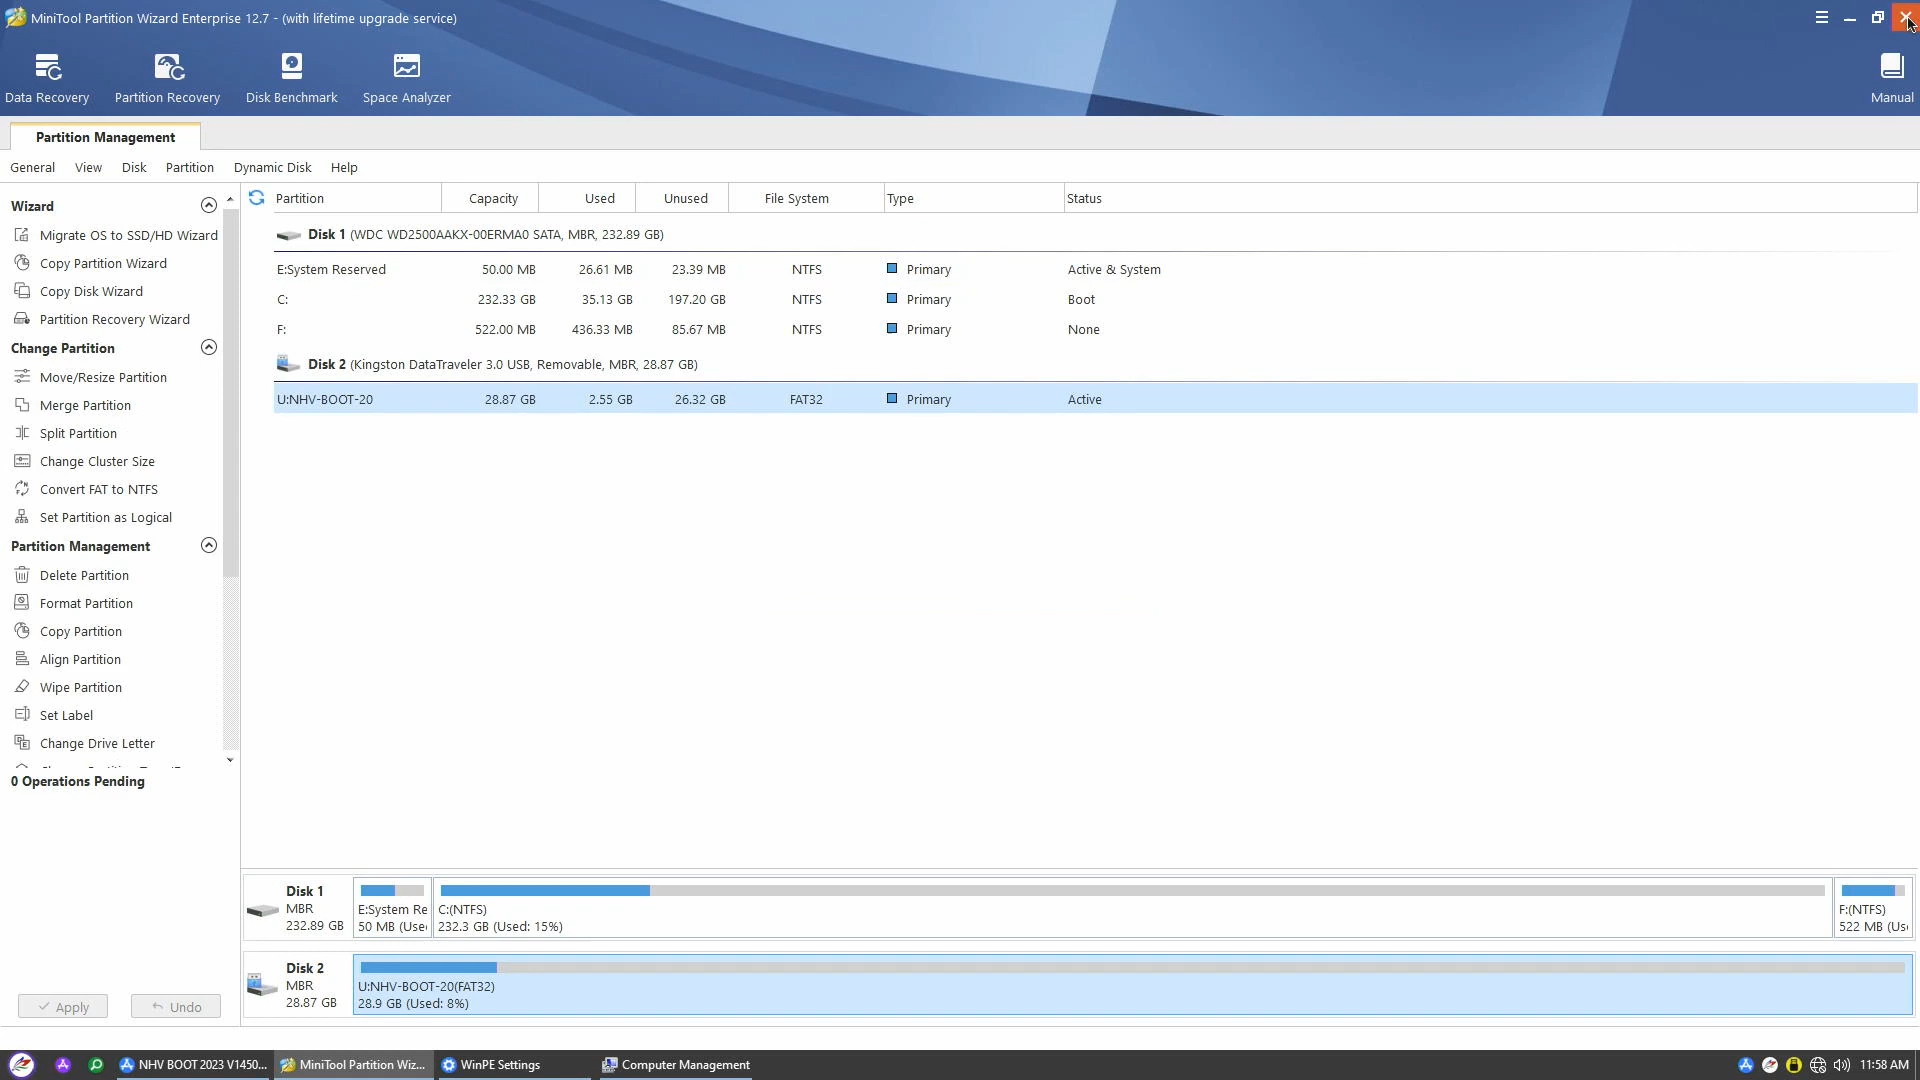 MiniTool Partition Wizard Enterprise 12.7 - (with lifetime upgrade service)
Data Recovery
Partition Recovery
Disk Benchmark
Space Analyzer
Manual
Partition Management
General View Disk Partition Dynamic Disk Help
Wizard
Migrate OS to SSD/HD Wizard
Copy Partition Wizard
Copy Disk Wizard
Partition Recovery Wizard
Change Partition
Move/Resize Partition
Merge Partition
Split Partition
Change Cluster Size
Convert FAT to NTFS
Set Partition as Logical
Partition Management
Delete Partition
Format Partition
Copy Partition
Align Partition
Wipe Partition
Set Label
Change Drive Letter
0 Operations Pending
Apply Undo
Partition Capacity Used Unused File System Type Status
Disk 1 (WDC WD2500AAKX-00ERMA0 SATA, MBR, 232.89 GB)
E:System Reserved 50.00 MB 26.61 MB 23.39 MB NTFS Primary Active & System
C: 232.33 GB 35.13 GB 197.20 GB NTFS Primary Boot
F: 522.00 MB 436.33 MB 85.67 MB NTFS Primary None
Disk 2 (Kingston DataTraveler 3.0 USB, Removable, MBR, 28.87 GB)
U:NHV-BOOT-20 28.87 GB 2.55 GB 26.32 GB FAT32 Primary Active
Disk 1
MBR
232.89 GB
E:System Re
50 MB (Use
C:(NTFS)
232.3 GB (Used: 15%)
F:(NTFS)
522 MB (Us
Disk 2
MBR
28.87 GB
U:NHV-BOOT-20(FAT32)
28.9 GB (Used: 8%)
NHV BOOT 2023 V1450... MiniTool Partition Wiz... WinPE Settings Computer Management 11:58 AM